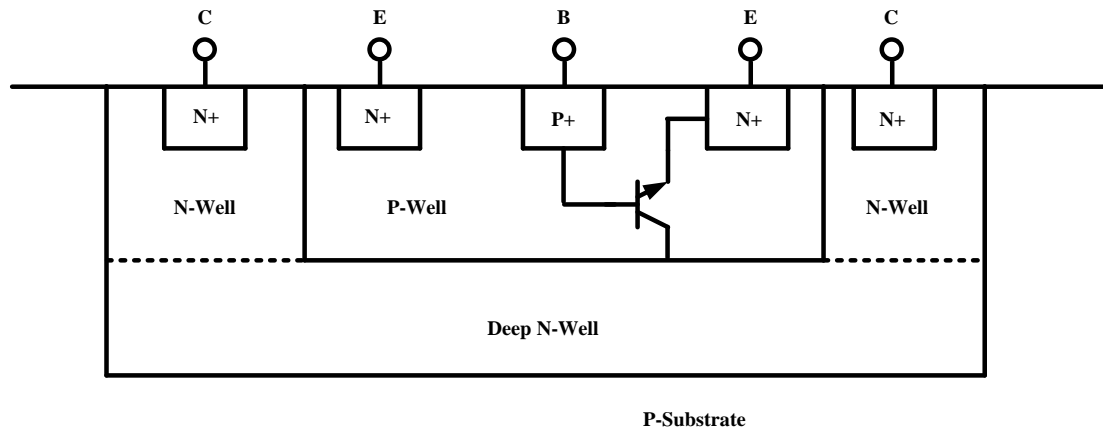 C E B E C
N+ N+ P+ N+ N+
N-Well P-Well N-Well
Deep N-Well
P-Substrate